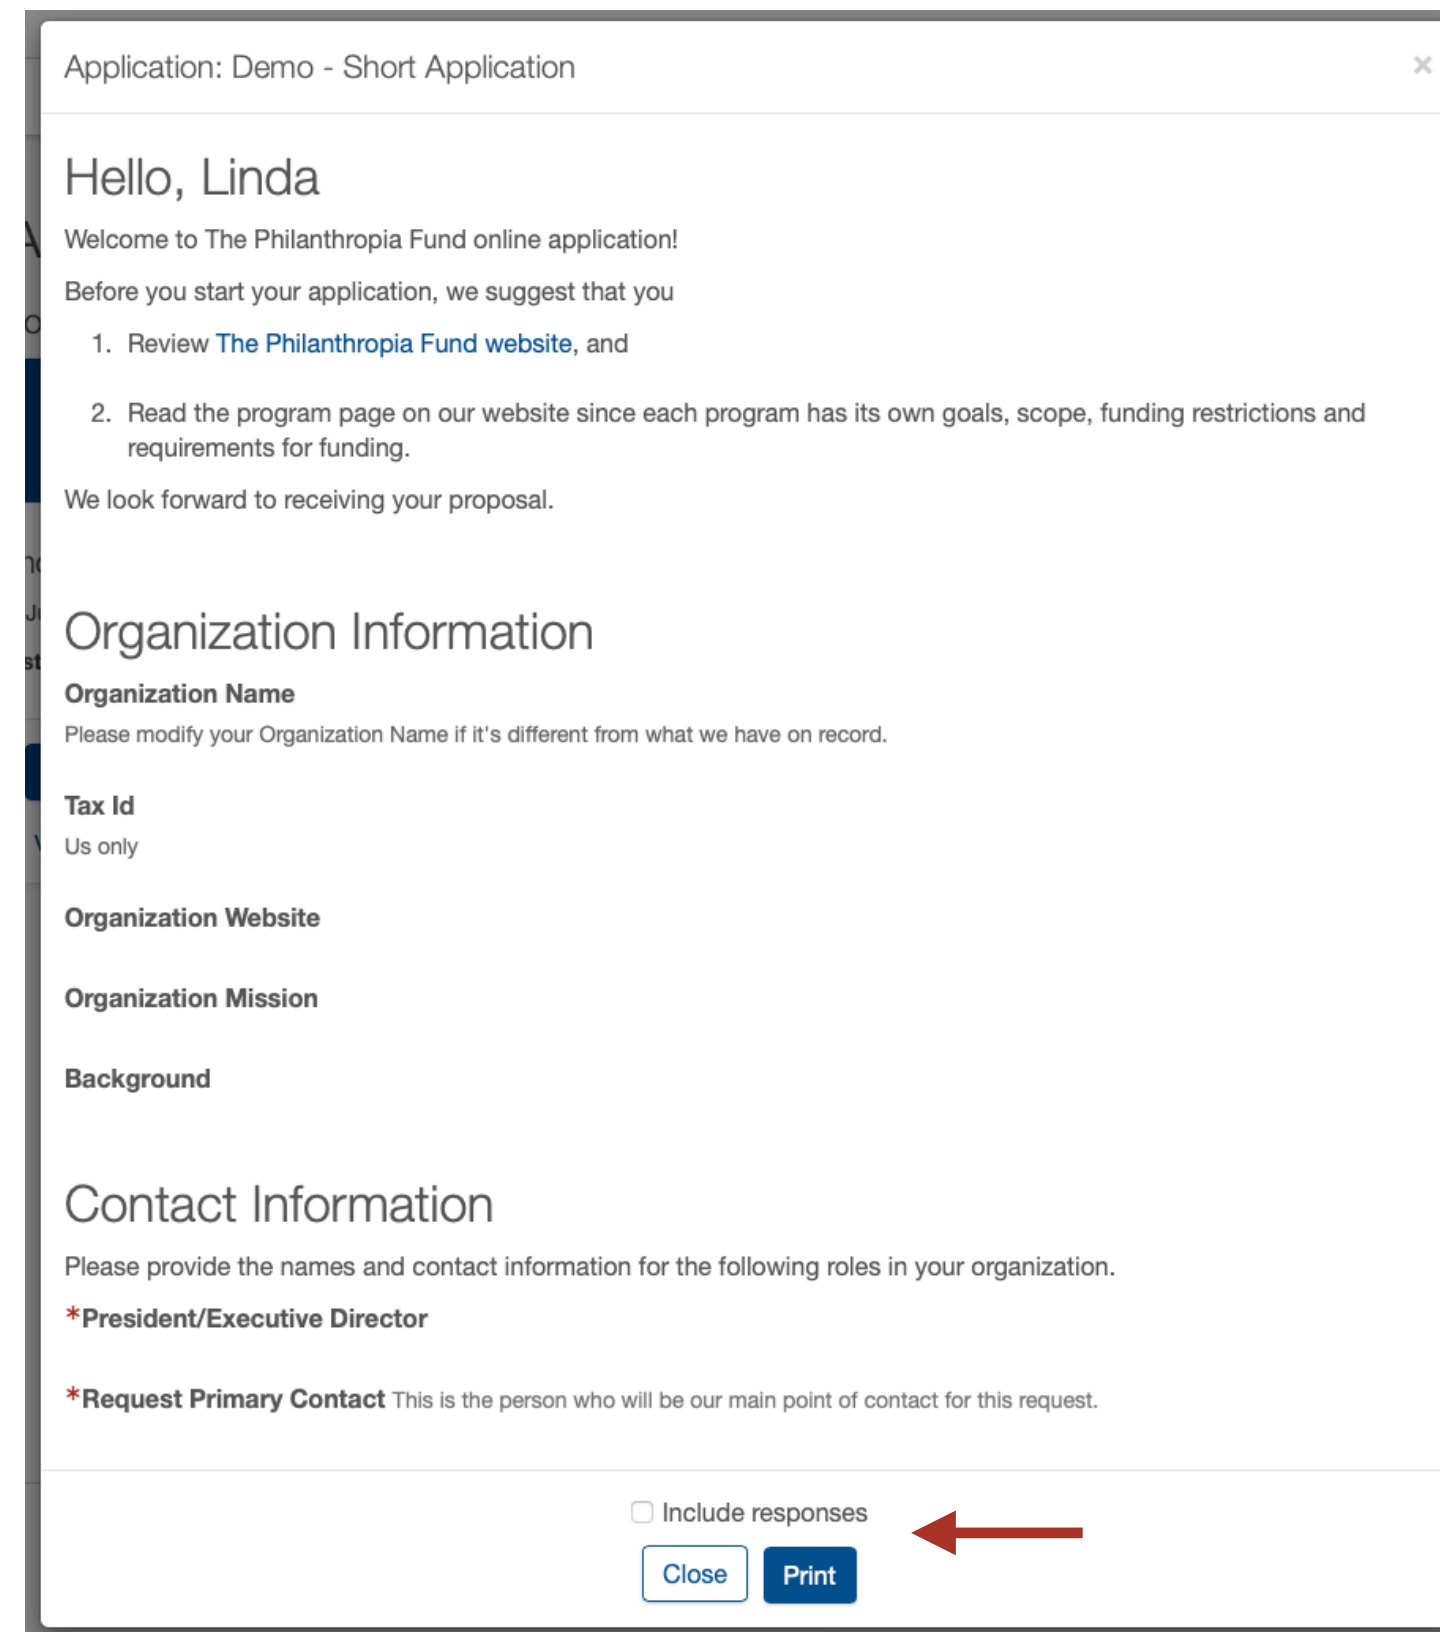 Application: Demo - Short Application
×
Hello, Linda
Welcome to The Philanthropia Fund online application!
Before you start your application, we suggest that you
1. Review The Philanthropia Fund website, and
2. Read the program page on our website since each program has its own goals, scope, funding restrictions and
requirements for funding.
We look forward to receiving your proposal.
Organization Information
Organization Name
Please modify your Organization Name if it's different from what we have on record.
Tax Id
Us only
Organization Website
Organization Mission
Background
Contact Information
Please provide the names and contact information for the following roles in your organization.
*President/Executive Director
*Request Primary Contact This is the person who will be our main point of contact for this request.
Include responses
Close Print